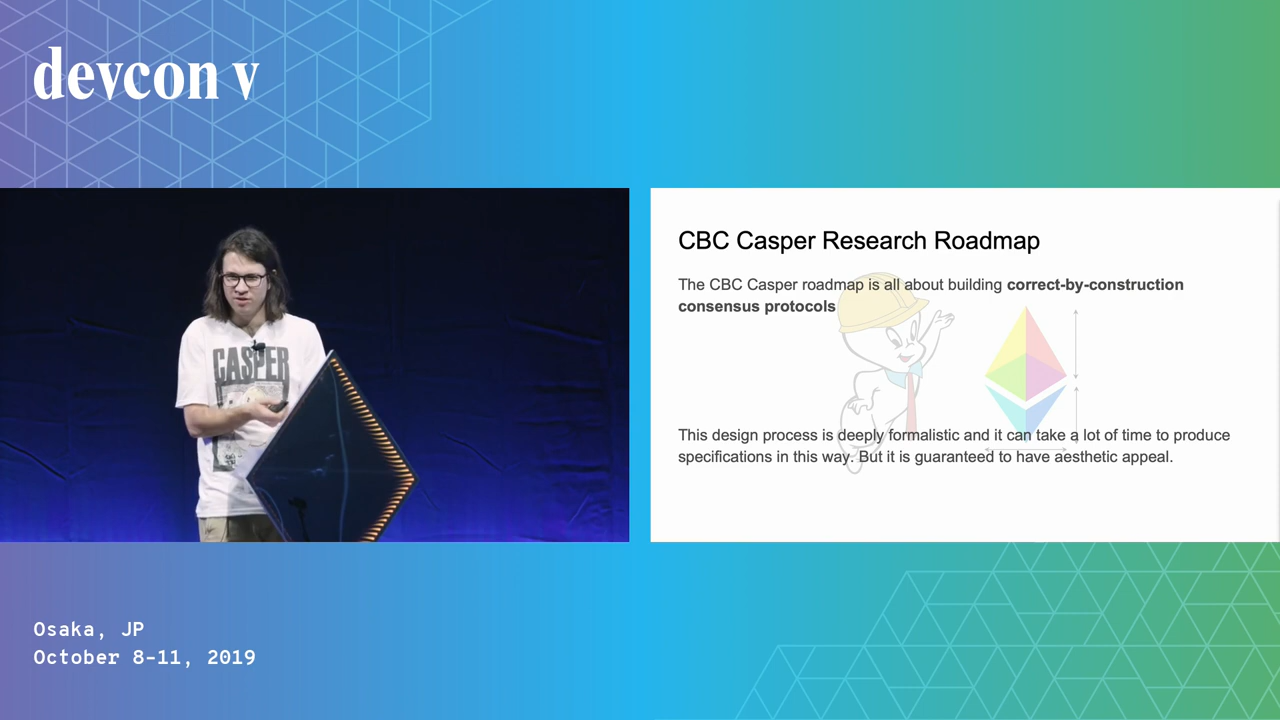 devcon v
CASPER
CBC Casper Research Roadmap
The CBC Casper roadmap is all about building correct-by-construction
consensus protocols
This design process is deeply formalistic and it can take a lot of time to produce
specifications in this way. But it is guaranteed to have aesthetic appeal.
Osaka, JP
October 8-11, 2019